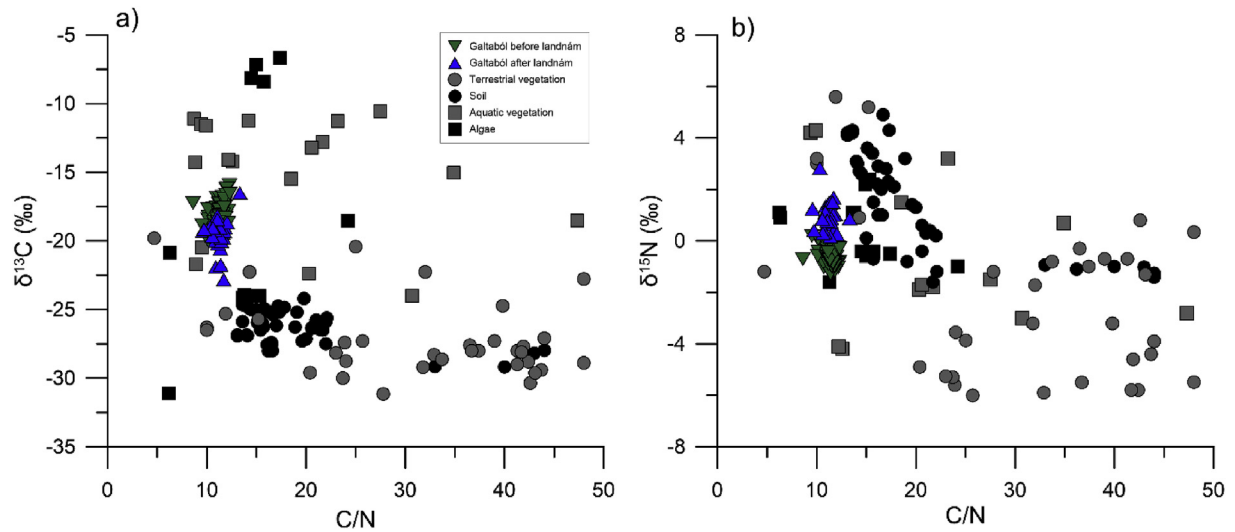 a)
-5
-10
-15
-20
-25
-30
-35
δ¹³C (‰)
0
10
20
30
40
50
C/N
Galtaból before landnám
Galtaból after landnám
Terrestrial vegetation
Soil
Aquatic vegetation
Algae
b)
8
4
0
-4
-8
δ¹⁵N (‰)
0
10
20
30
40
50
C/N